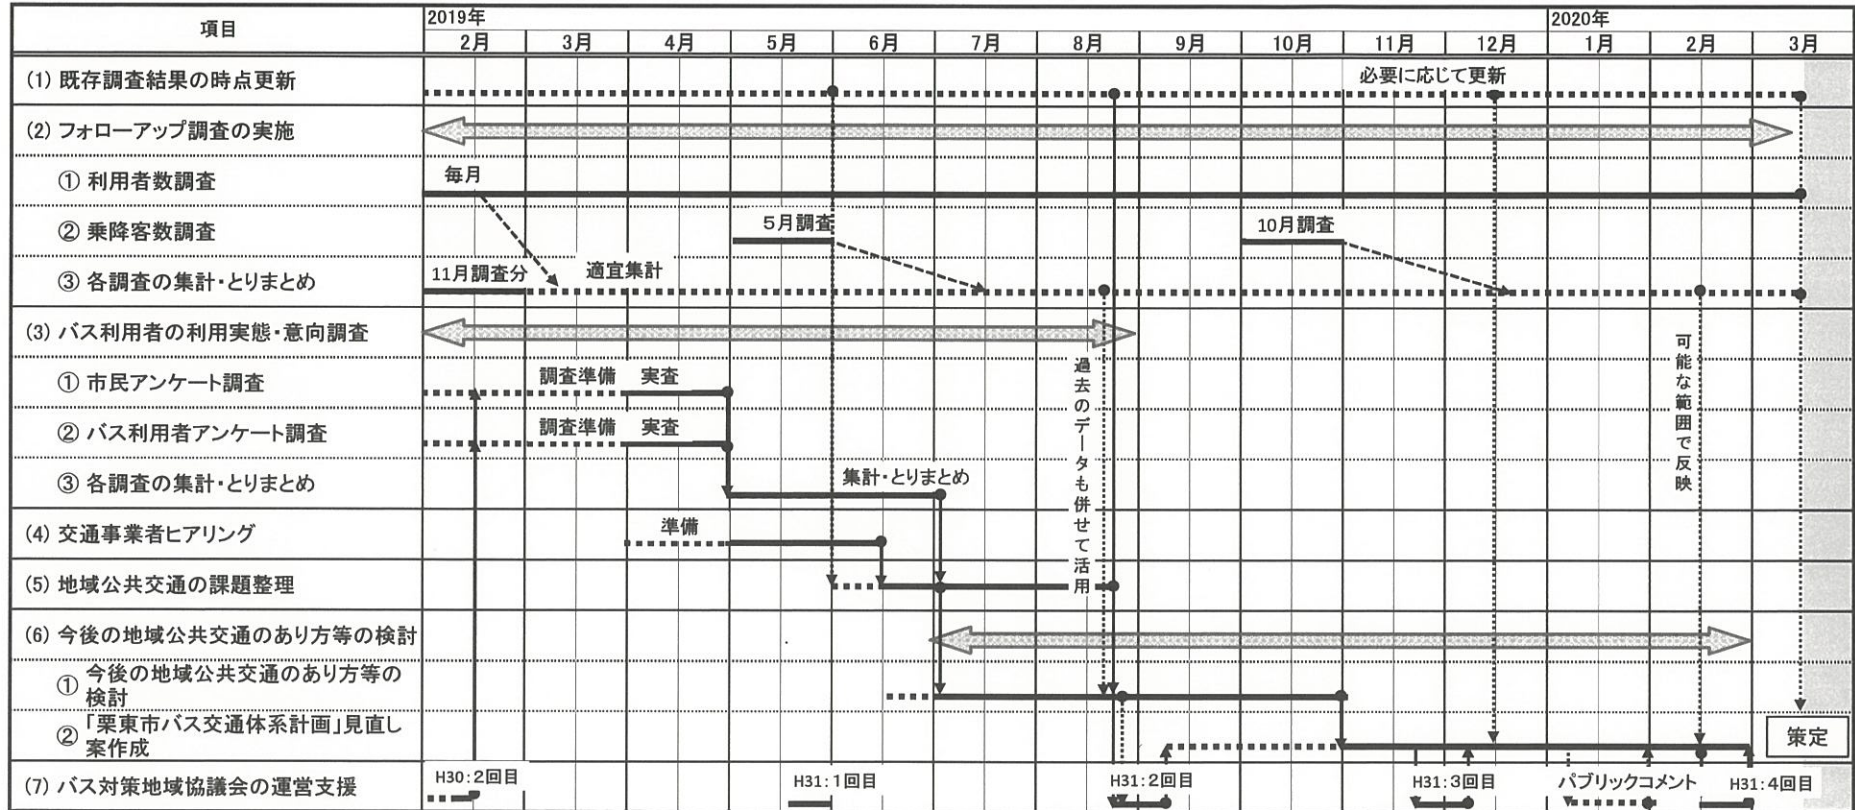 項目
2019年
2020年
2月 3月 4月 5月 6月 7月 8月 9月 10月 11月 12月 1月 2月 3月
(1) 既存調査結果の時点更新
必要に応じて更新
(2) フォローアップ調査の実施
① 利用者数調査
毎月
② 乗降客数調査
5月調査
10月調査
③ 各調査の集計・とりまとめ
11月調査分
適宜集計
(3) バス利用者の利用実態・意向調査
① 市民アンケート調査
調査準備
実査
② バス利用者アンケート調査
調査準備
実査
③ 各調査の集計・とりまとめ
集計・とりまとめ
過去のデータも併せて活用
可能な範囲で反映
(4) 交通事業者ヒアリング
準備
(5) 地域公共交通の課題整理
(6) 今後の地域公共交通のあり方等の検討
① 今後の地域公共交通のあり方等の
検討
② 「栗東市バス交通体系計画」見直し
案作成
策定
(7) バス対策地域協議会の運営支援
H30:2回目
H31:1回目
H31:2回目
H31:3回目
パブリックコメント
H31:4回目